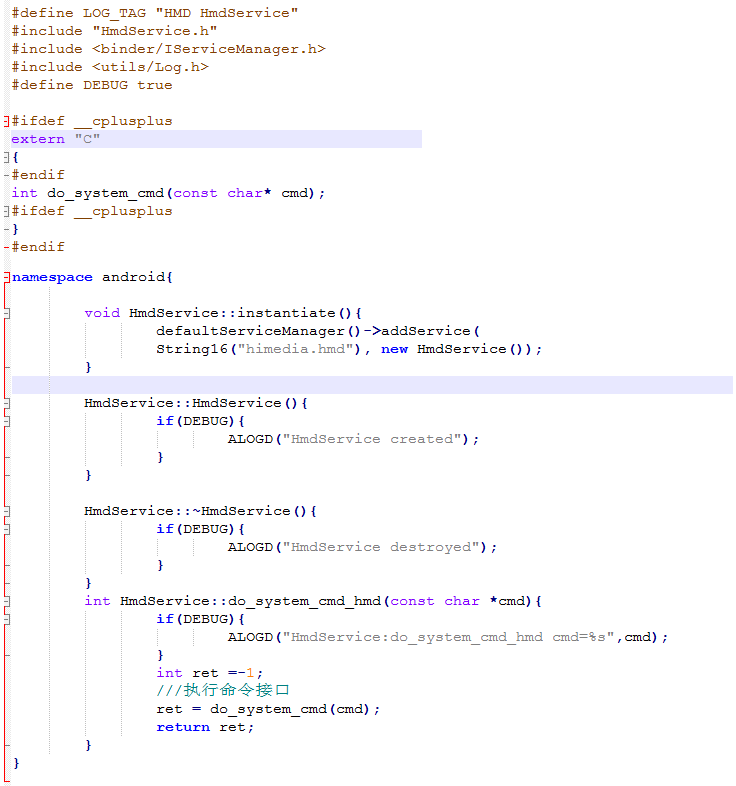 #define LOG_TAG "HMD HmdService"
#include "HmdService.h"
#include <binder/IServiceManager.h>
#include <utils/Log.h>
#define DEBUG true
#ifdef __cplusplus
extern "C"
{
#endif
int do_system_cmd(const char* cmd);
#ifdef __cplusplus
}
#endif
namespace android{
void HmdService::instantiate(){
defaultServiceManager()->addService(
String16("himedia.hmd"), new HmdService());
}
HmdService::HmdService(){
if(DEBUG){
ALOGD("HmdService created");
}
}
HmdService::~HmdService(){
if(DEBUG){
ALOGD("HmdService destroyed");
}
}
int HmdService::do_system_cmd_hmd(const char *cmd){
if(DEBUG){
ALOGD("HmdService:do_system_cmd_hmd cmd=%s",cmd);
}
int ret =-1;
///执行命令接口
ret = do_system_cmd(cmd);
return ret;
}
}